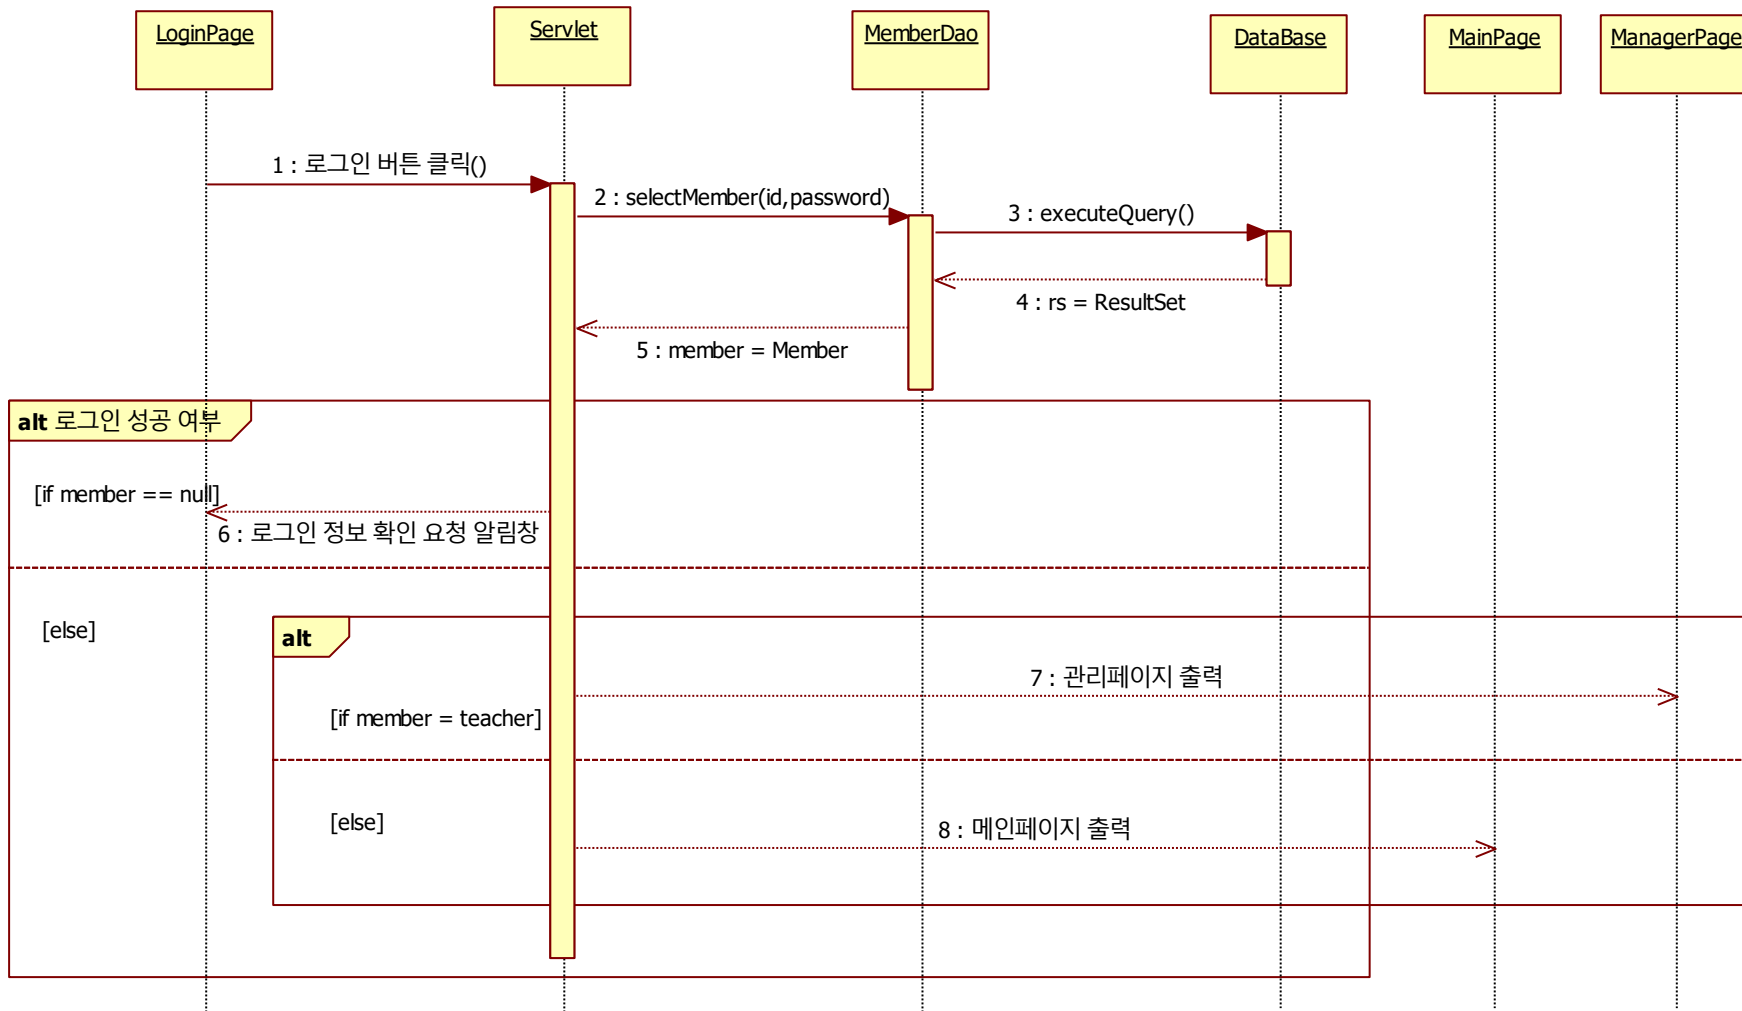 LoginPage
Servlet
MemberDao
DataBase
MainPage
ManagerPage
1 : 로그인 버튼 클릭()
2 : selectMember(id,password)
3 : executeQuery()
4 : rs = ResultSet
5 : member = Member
alt 로그인 성공 여부
[if member == null]
6 : 로그인 정보 확인 요청 알림창
[else]
alt
7 : 관리페이지 출력
[if member = teacher]
[else]
8 : 메인페이지 출력